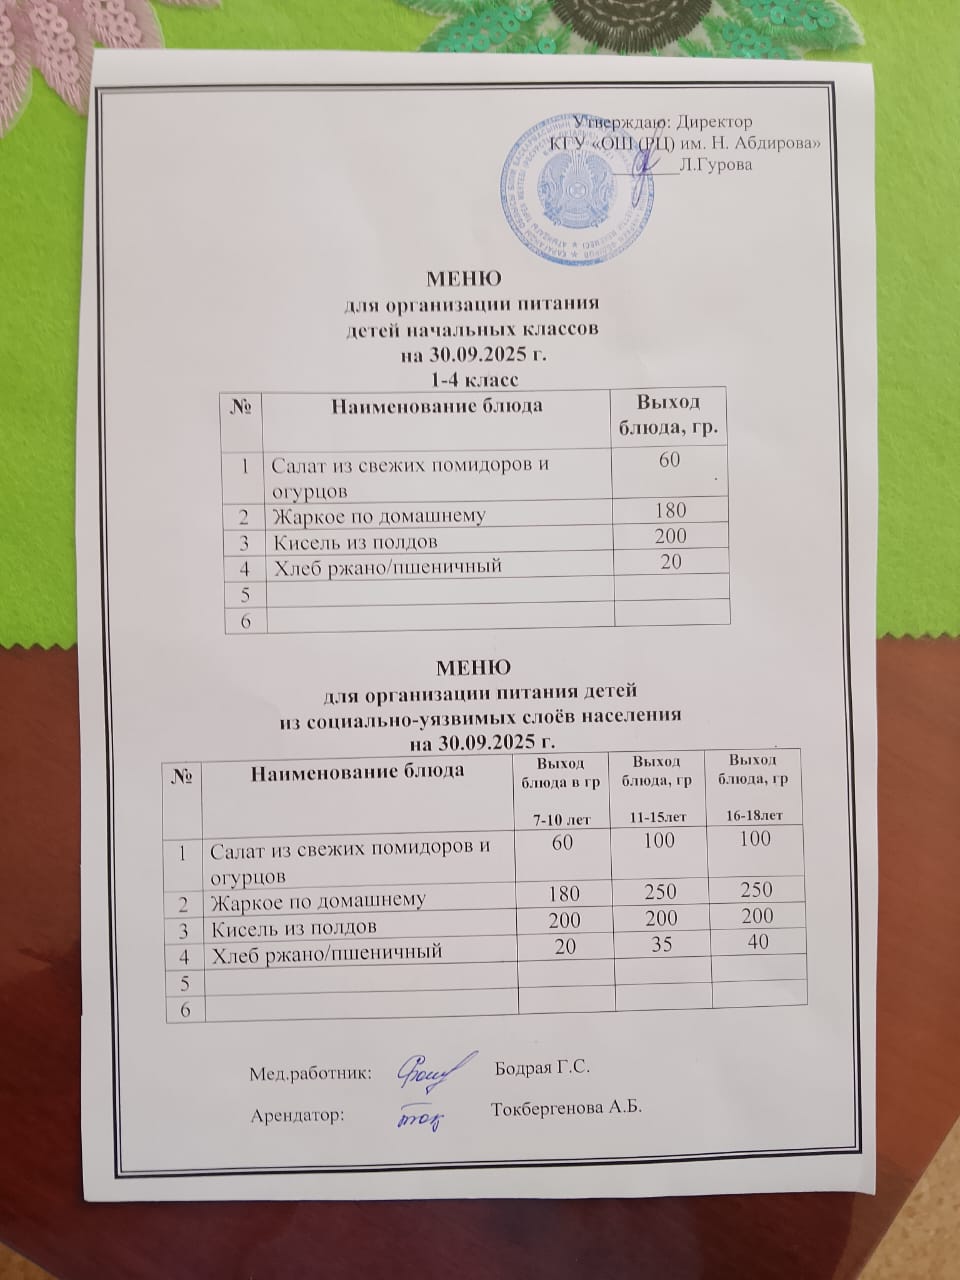 Утверждаю: Директор
КГУ «ОШ (РЦ) им. Н. Абдирова»
Л.Гурова
МЕНЮ
для организации питания
детей начальных классов
на 30.09.2025 г.
1-4 класс
№ Наименование блюда Выход блюда, гр.
1 Салат из свежих помидоров и огурцов 60
2 Жаркое по домашнему 180
3 Кисель из полдов 200
4 Хлеб ржано/пшеничный 20
5
6
МЕНЮ
для организации питания детей
из социально-уязвимых слоёв населения
на 30.09.2025 г.
№ Наименование блюда Выход блюда в гр 7-10 лет Выход блюда, гр 11-15лет Выход блюда, гр 16-18лет
1 Салат из свежих помидоров и огурцов 60 100 100
2 Жаркое по домашнему 180 250 250
3 Кисель из полдов 200 200 200
4 Хлеб ржано/пшеничный 20 35 40
5
6
Мед.работник: Бодрая Г.С.
Арендатор: Токбергенова А.Б.